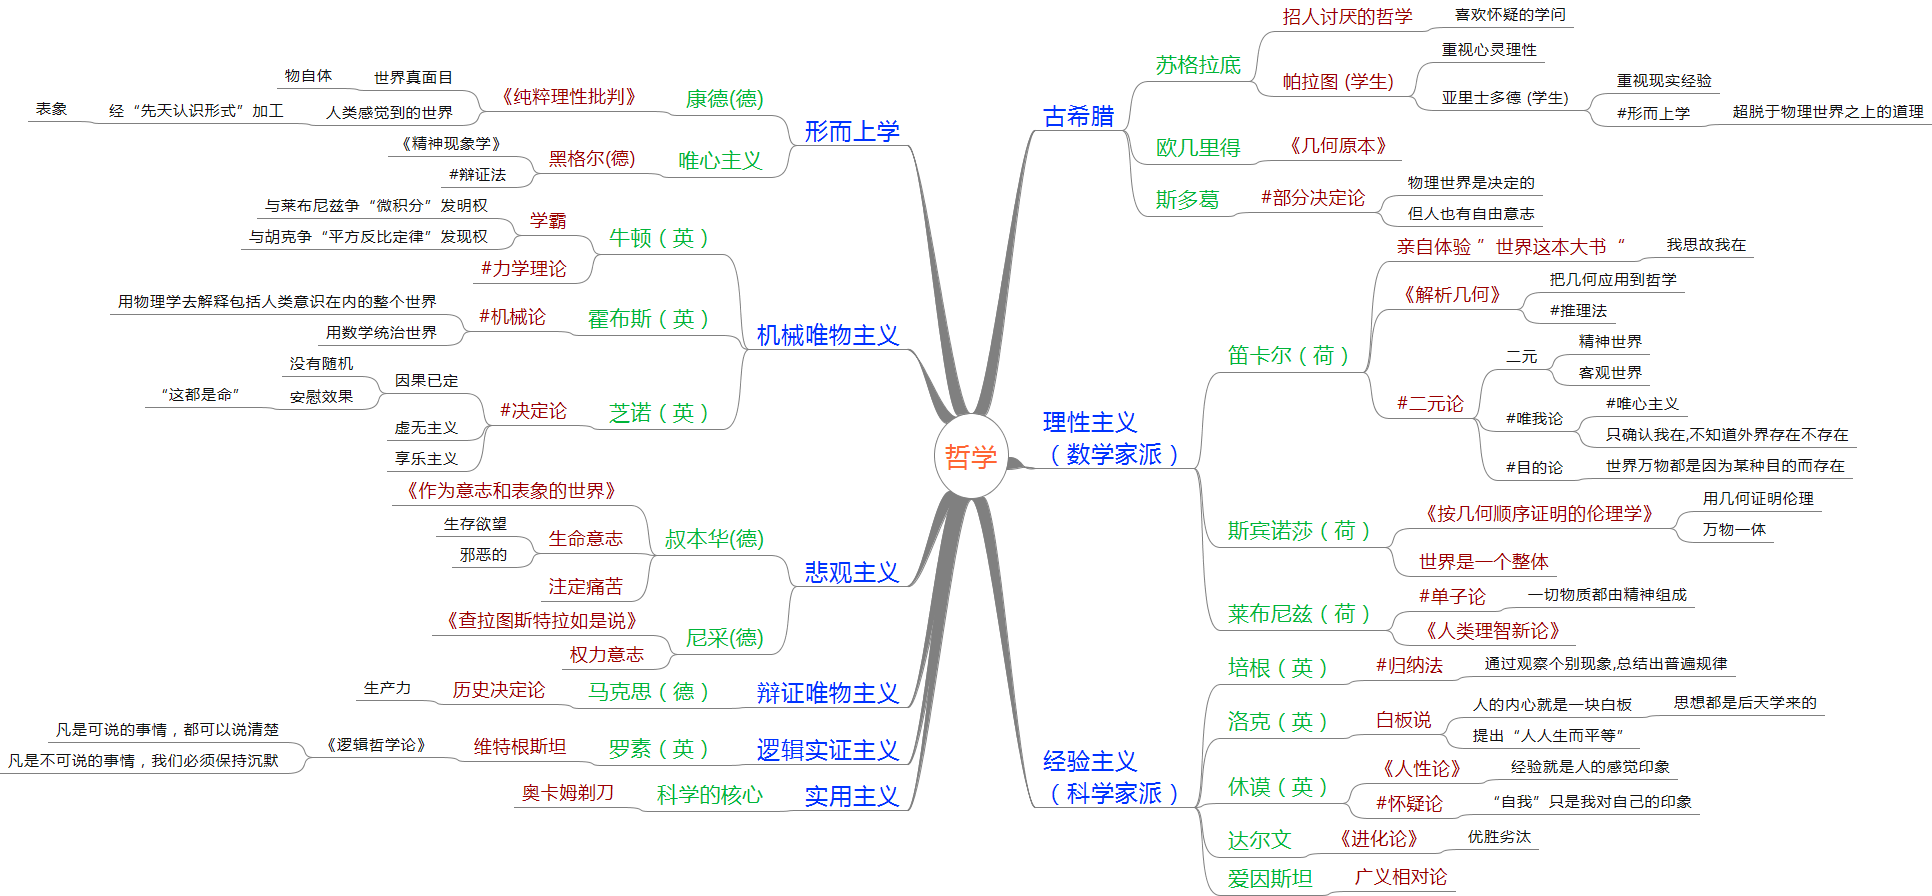 哲学
古希腊
苏格拉底
招人讨厌的哲学
喜欢怀疑的学问
帕拉图 (学生)
重视心灵理性
亚里士多德 (学生)
重视现实经验
#形而上学
超脱于物理世界之上的道理
欧几里得
《几何原本》
斯多葛
#部分决定论
物理世界是决定的
但人也有自由意志
理性主义
（ 数学家派 ）
笛卡尔（ 荷 ）
亲自体验 ” 世界这本大书 “
我思故我在
《解析几何》
把几何应用到哲学
#推理法
#二元论
二元
精神世界
客观世界
#唯我论
#唯心主义
只确认我在,不知道外界存在不存在
#目的论
世界万物都是因为某种目的而存在
斯宾诺莎（ 荷 ）
《按几何顺序证明的伦理学》
用几何证明伦理
万物一体
世界是一个整体
莱布尼兹（ 荷 ）
#单子论
一切物质都由精神组成
《人类理智新论》
经验主义
（ 科学家派 ）
培根（ 英 ）
#归纳法
通过观察个别现象,总结出普遍规律
洛克（ 英 ）
白板说
人的内心就是一块白板
思想都是后天学来的
提出“人人生而平等”
休谟（ 英 ）
《人性论》
经验就是人的感觉印象
#怀疑论
“自我”只是我对自己的印象
达尔文
《进化论》
优胜劣汰
爱因斯坦
广义相对论
形而上学
康德(德)
《纯粹理性批判》
世界真面目
物自体
人类感觉到的世界
经“先天认识形式”加工
表象
唯心主义
黑格尔(德)
《精神现象学》
#辩证法
机械唯物主义
牛顿（ 英 ）
学霸
与莱布尼兹争“微积分”发明权
与胡克争“平方反比定律”发现权
#力学理论
霍布斯（ 英 ）
#机械论
用物理学去解释包括人类意识在内的整个世界
用数学统治世界
芝诺（ 英 ）
#决定论
因果已定
没有随机
安慰效果
“这都是命”
虚无主义
享乐主义
悲观主义
叔本华(德)
《作为意志和表象的世界》
生命意志
生存欲望
邪恶的
注定痛苦
尼采(德)
《查拉图斯特拉如是说》
权力意志
辩证唯物主义
马克思（ 德 ）
历史决定论
生产力
逻辑实证主义
罗素（ 英 ）
维特根斯坦
《逻辑哲学论》
凡是可说的事情，都可以说清楚
凡是不可说的事情，我们必须保持沉默
实用主义
科学的核心
奥卡姆剃刀